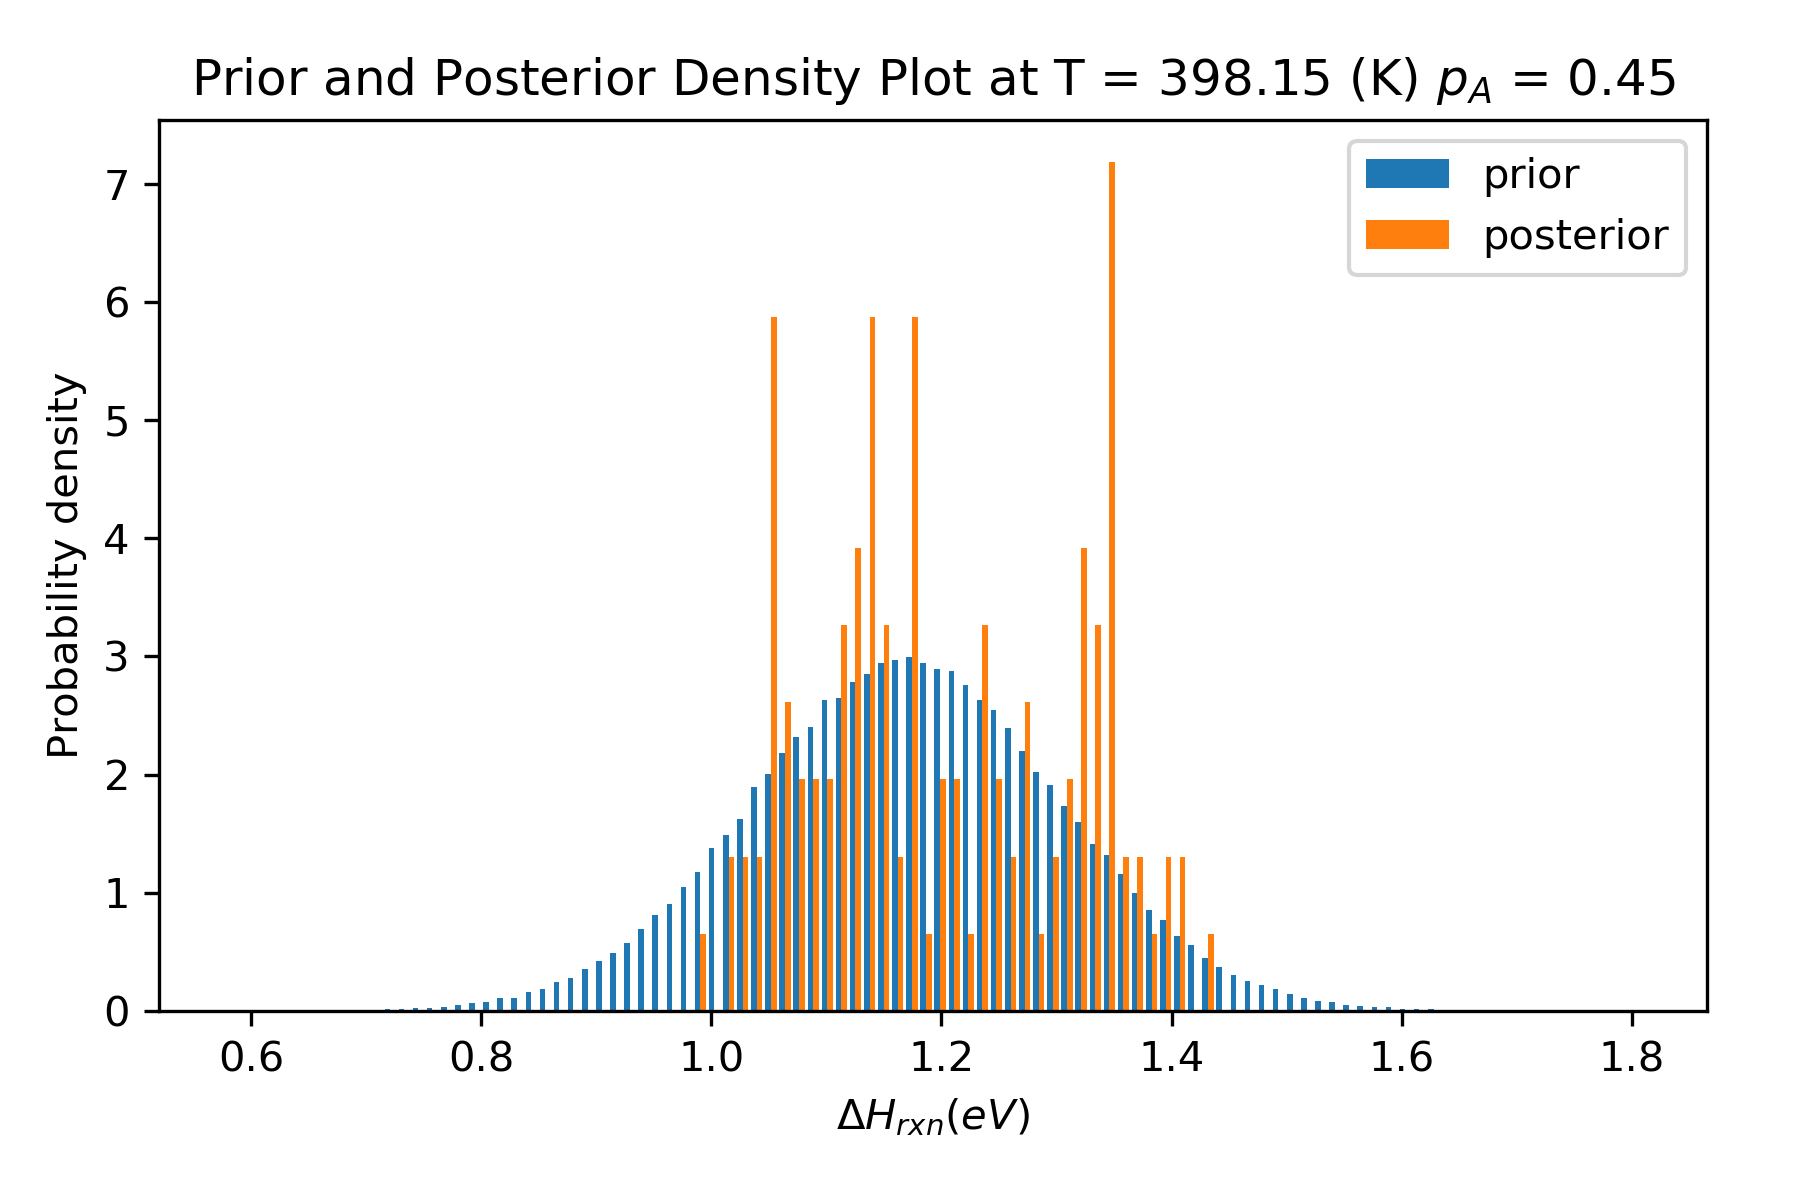 Prior and Posterior Density Plot at T = 398.15 (K) p_A = 0.45
prior
posterior
Probability density
7
6
5
4
3
2
1
0
0.6 0.8 1.0 1.2 1.4 1.6 1.8
ΔH_rxn(eV)